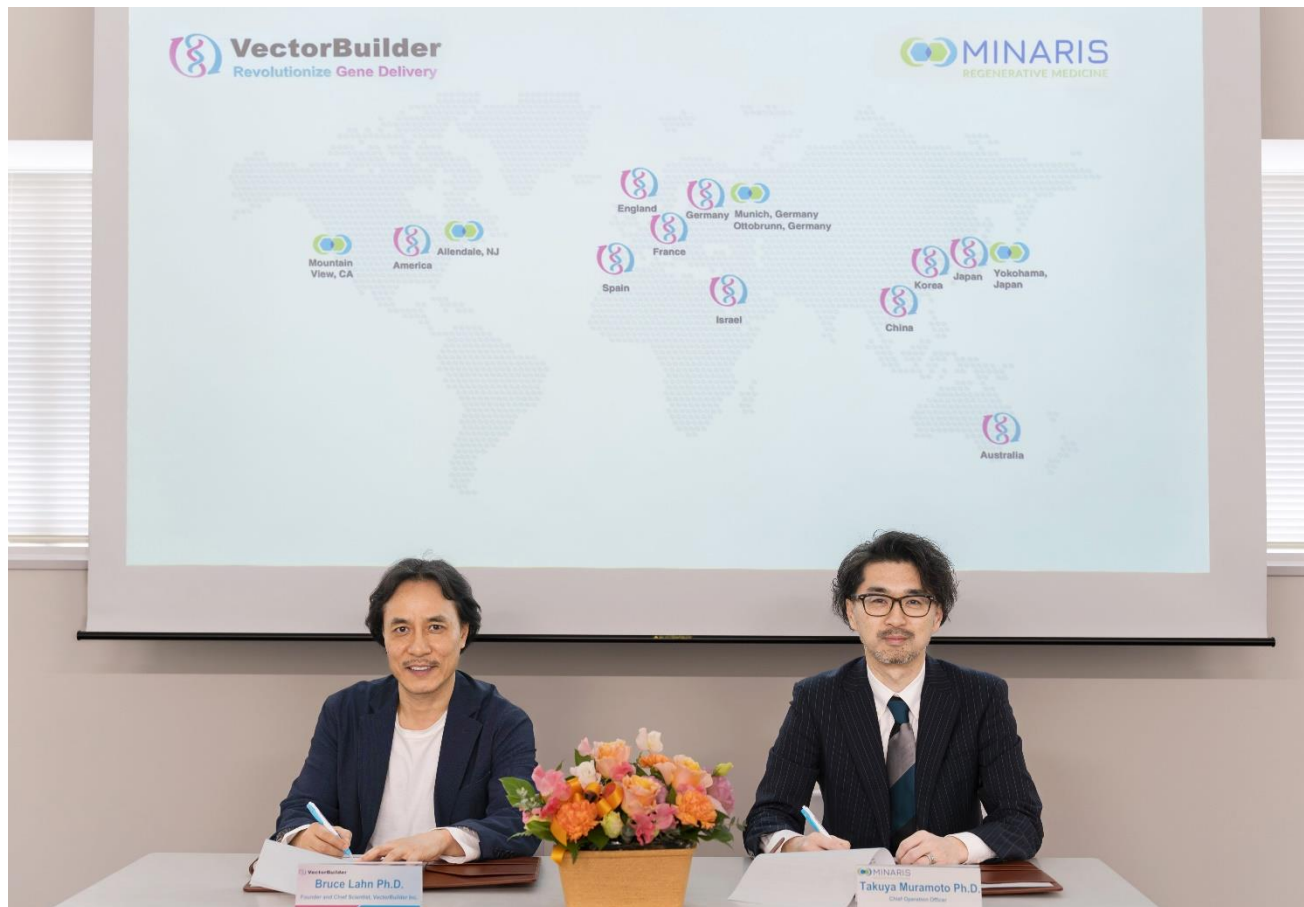 VectorBuilder
Revolutionize Gene Delivery
MINARIS
REGENERATIVE MEDICINE
England
Germany
Munich, Germany
Ottobrunn, Germany
France
Mountain
View, CA
America
Allendale, NJ
Spain
Israel
Korea
Japan
Yokohama,
Japan
China
Australia
VectorBuilder
Bruce Lahn Ph.D.
Founder and Chief Scientist, VectorBuilder Inc.
MINARIS
Takuya Muramoto Ph.D.
Chief Operation Officer